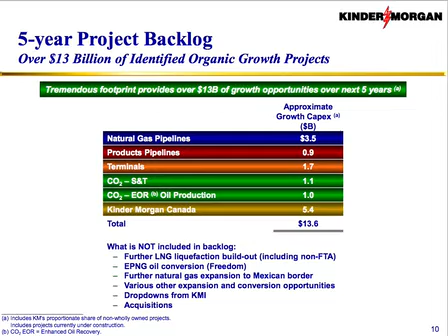 KINDER MORGAN
5-year Project Backlog
Over $13 Billion of Identified Organic Growth Projects
Tremendous footprint provides over $13B of growth opportunities over next 5 years (a)
Approximate
Growth Capex (a)
($B)
Natural Gas Pipelines $3.5
Products Pipelines 0.9
Terminals 1.7
CO2 – S&T 1.1
CO2 – EOR (b) Oil Production 1.0
Kinder Morgan Canada 5.4
Total $13.6
What is NOT included in backlog:
– Further LNG liquefaction build-out (including non-FTA)
– EPNG oil conversion (Freedom)
– Further natural gas expansion to Mexican border
– Various other expansion and conversion opportunities
– Dropdowns from KMI
– Acquisitions
(a) Includes KM's proportionate share of non-wholly owned projects.
Includes projects currently under construction.
(b) CO2 EOR = Enhanced Oil Recovery.
10